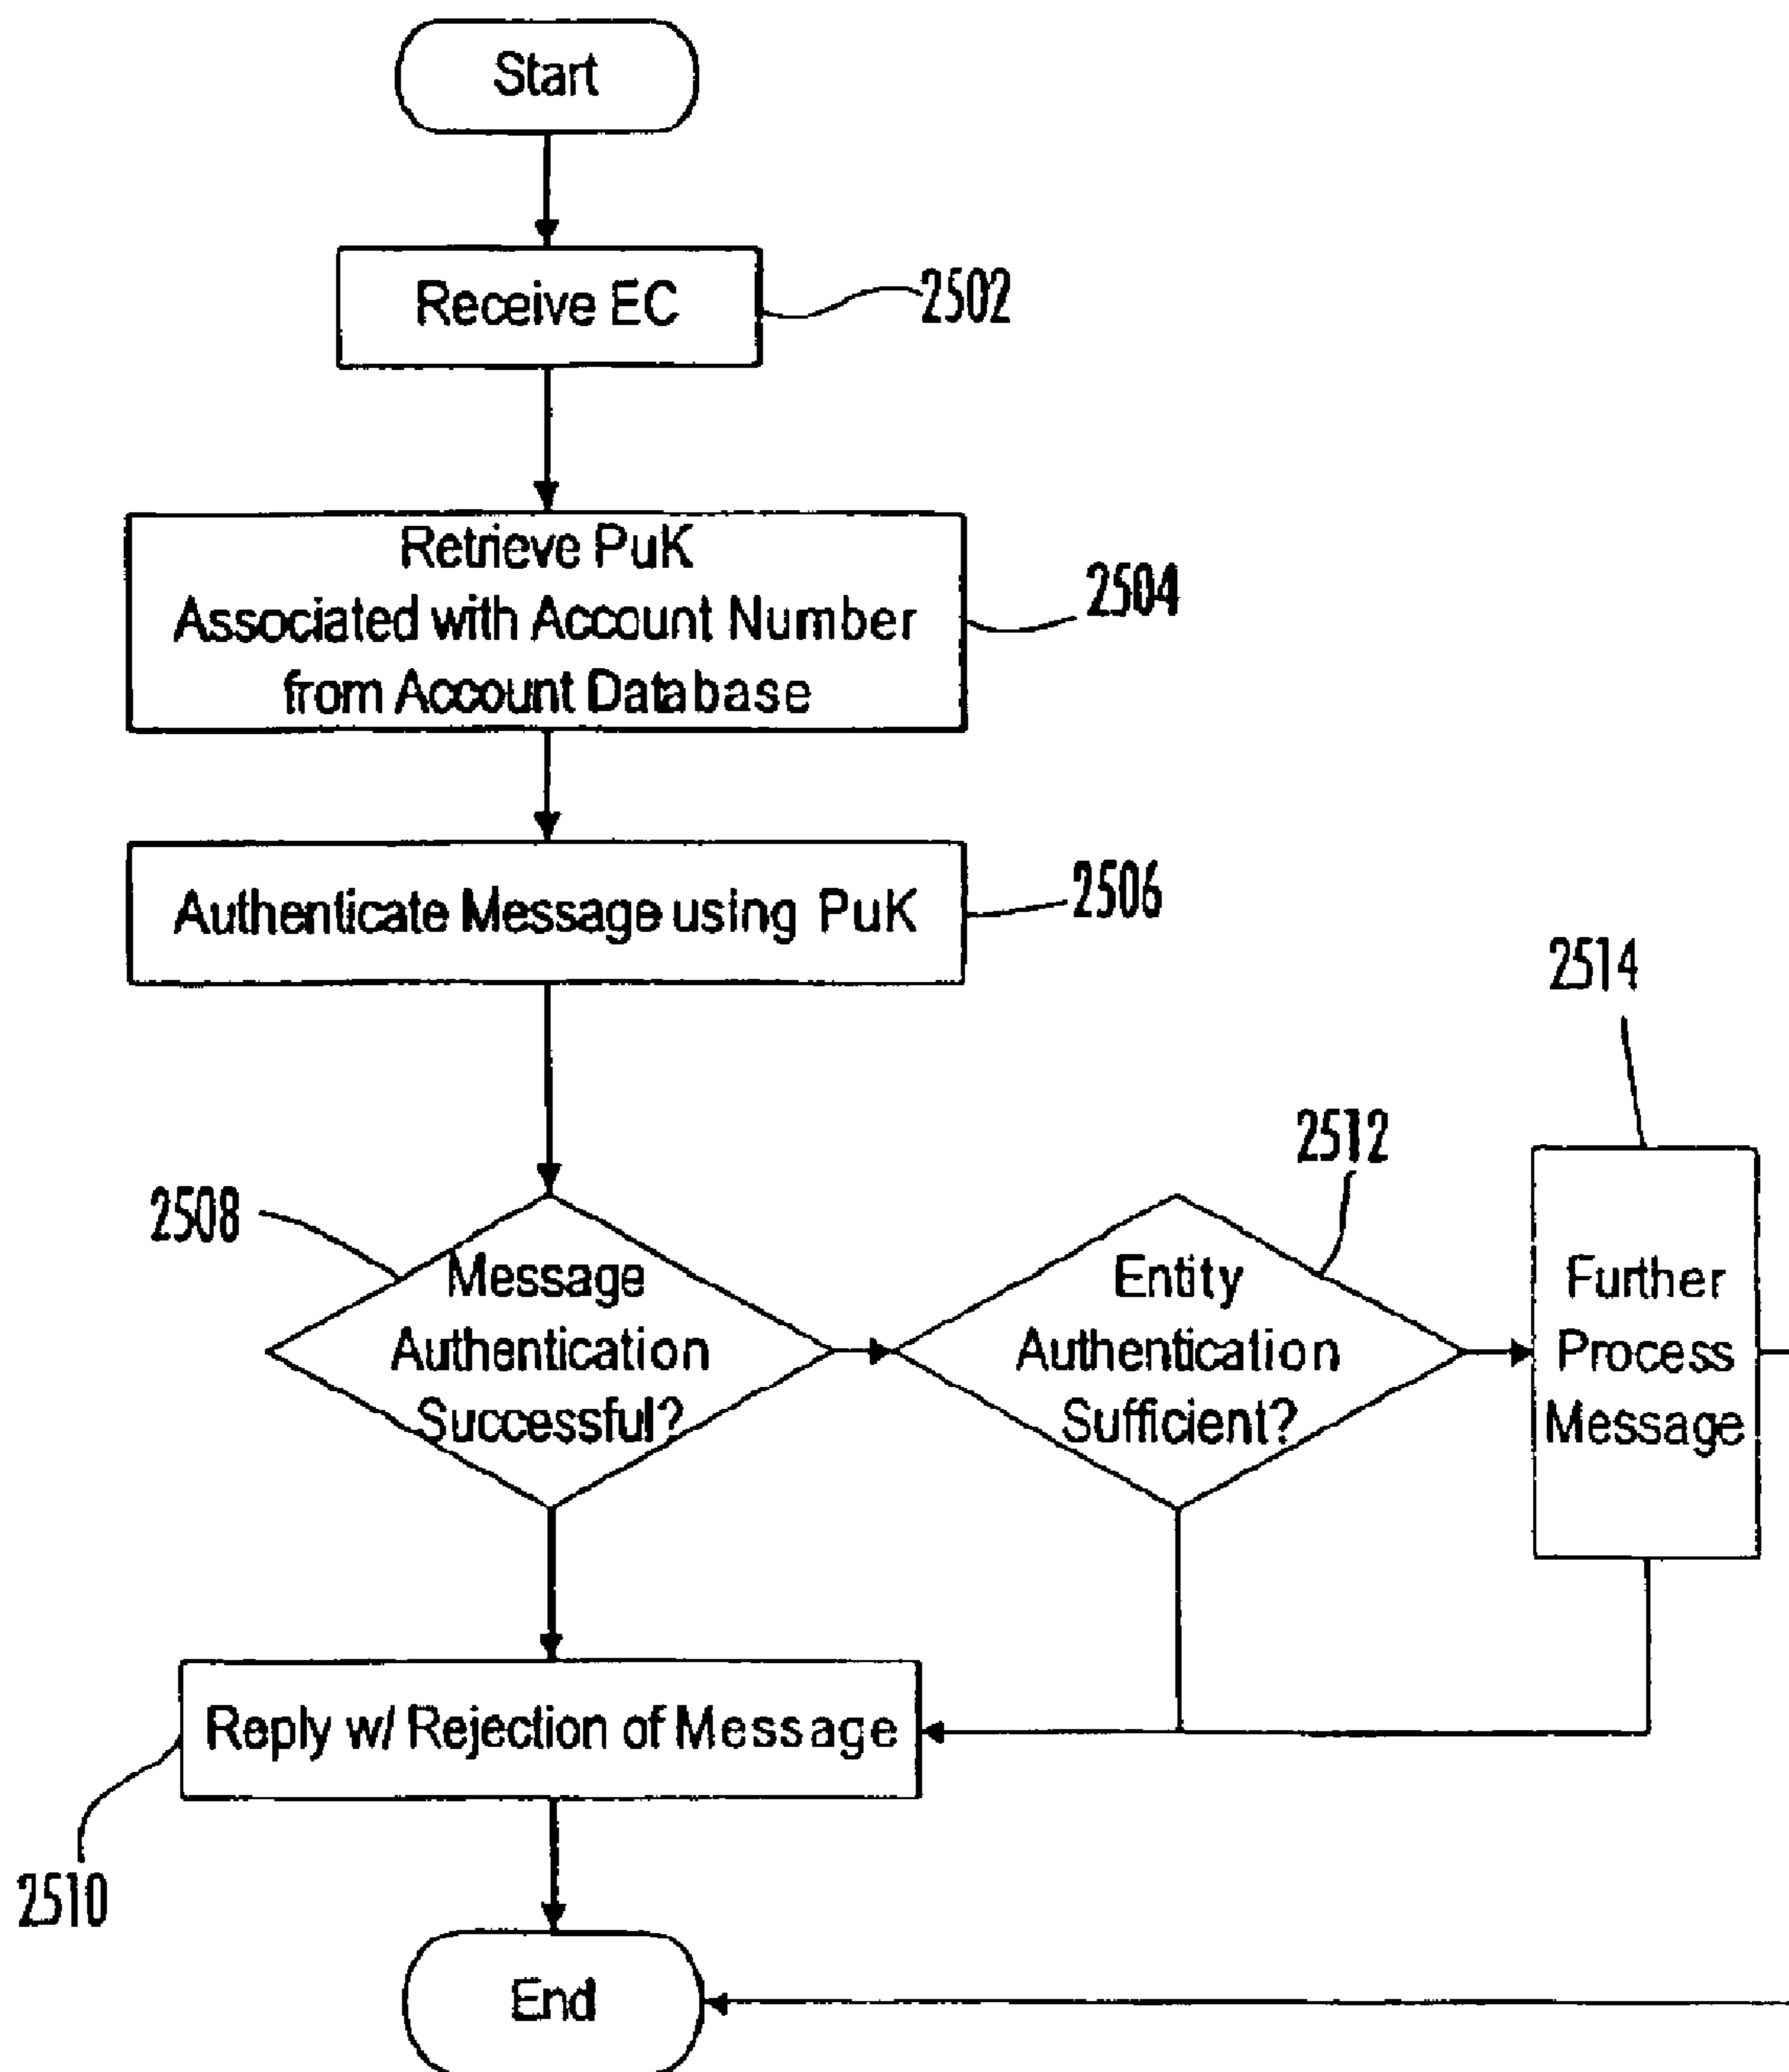 Start
Receive EC
2502
Retrieve PuK
Associated with Account Number
from Account Database
2504
Authenticate Message using PuK
2506
2514
2512
2508
Message
Authentication
Successful?
Entity
Authentication
Sufficient?
Further
Process
Message
Reply w/ Rejection of Message
2510
End